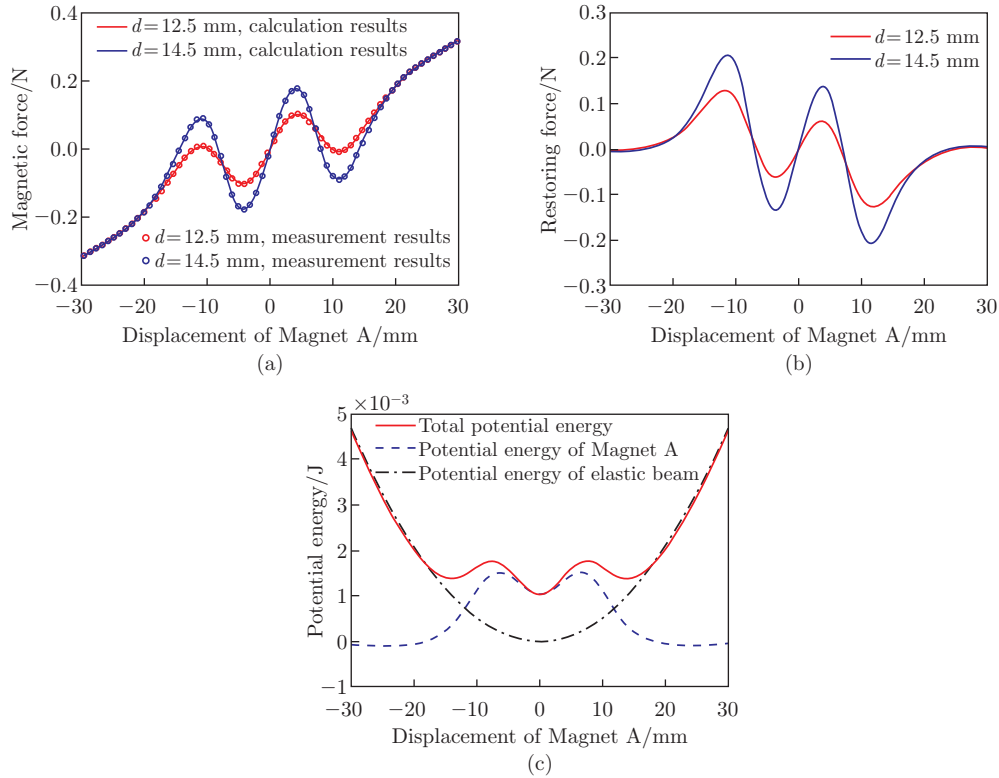 d=12.5 mm, calculation results
d=14.5 mm, calculation results
0.4
0.2
0.0
−0.2
−0.4
Magnetic force/N
d=12.5 mm, measurement results
d=14.5 mm, measurement results
−30 −20 −10 0 10 20 30
Displacement of Magnet A/mm
(a)
d=12.5 mm
d=14.5 mm
0.3
0.2
0.1
0.0
−0.1
−0.2
−0.3
Restoring force/N
−30 −20 −10 0 10 20 30
Displacement of Magnet A/mm
(b)
×10−3
Total potential energy
Potential energy of Magnet A
Potential energy of elastic beam
5
4
3
2
1
0
−1
Potential energy/J
−30 −20 −10 0 10 20 30
Displacement of Magnet A/mm
(c)